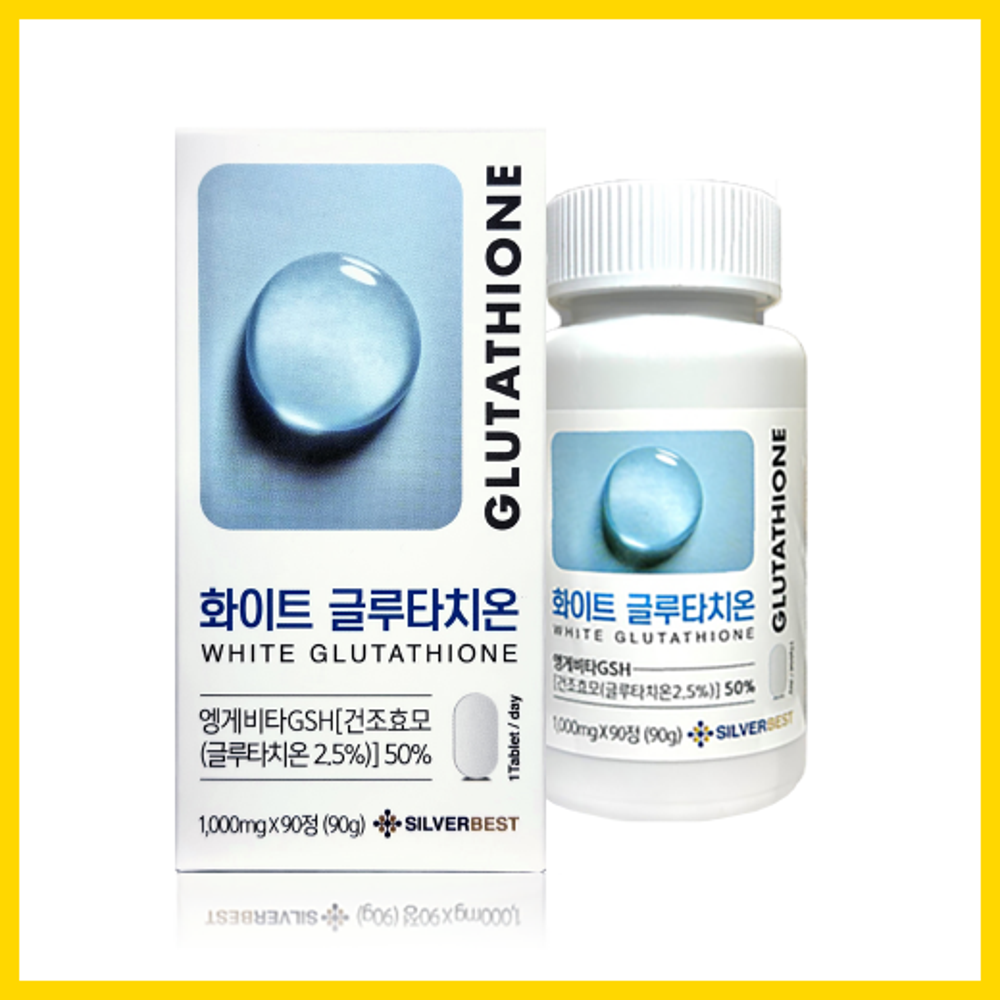 GLUTATHIONE
화이트 글루타치온
WHITE GLUTATHIONE
엥게비타GSH[건조효모
(글루타치온 2.5%)] 50%
1 Tablet / day
1,000mg X 90정 (90g)
SILVERBEST
GLUTATHIONE
화이트 글루타치온
WHITE GLUTATHIONE
엥게비타GSH
[건조효모(글루타치온2.5%)] 50%
1,000mg X 90정 (90g)
SILVERBEST